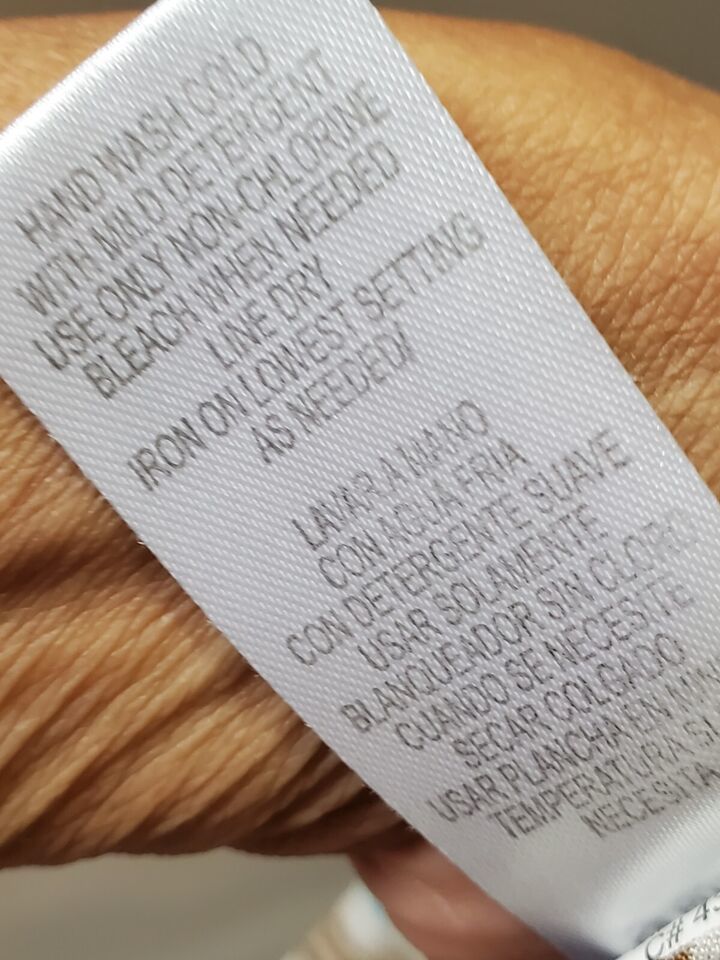 HAND WASH COLD
WITH MILD DETERGENT
USE ONLY NON-CHLORINE
BLEACH WHEN NEEDED
LINE DRY
IRON ON LOWEST SETTING
AS NEEDED/
LAVAR A MANO
CON AGUA FRIA
CON DETERGENTE SUAVE
USAR SOLAMENTE
BLANQUEADOR SIN CLORO
CUANDO SE NECESITE
SECAR COLGADO.
USAR PLANCHA EN
TEMPERATURA
C#